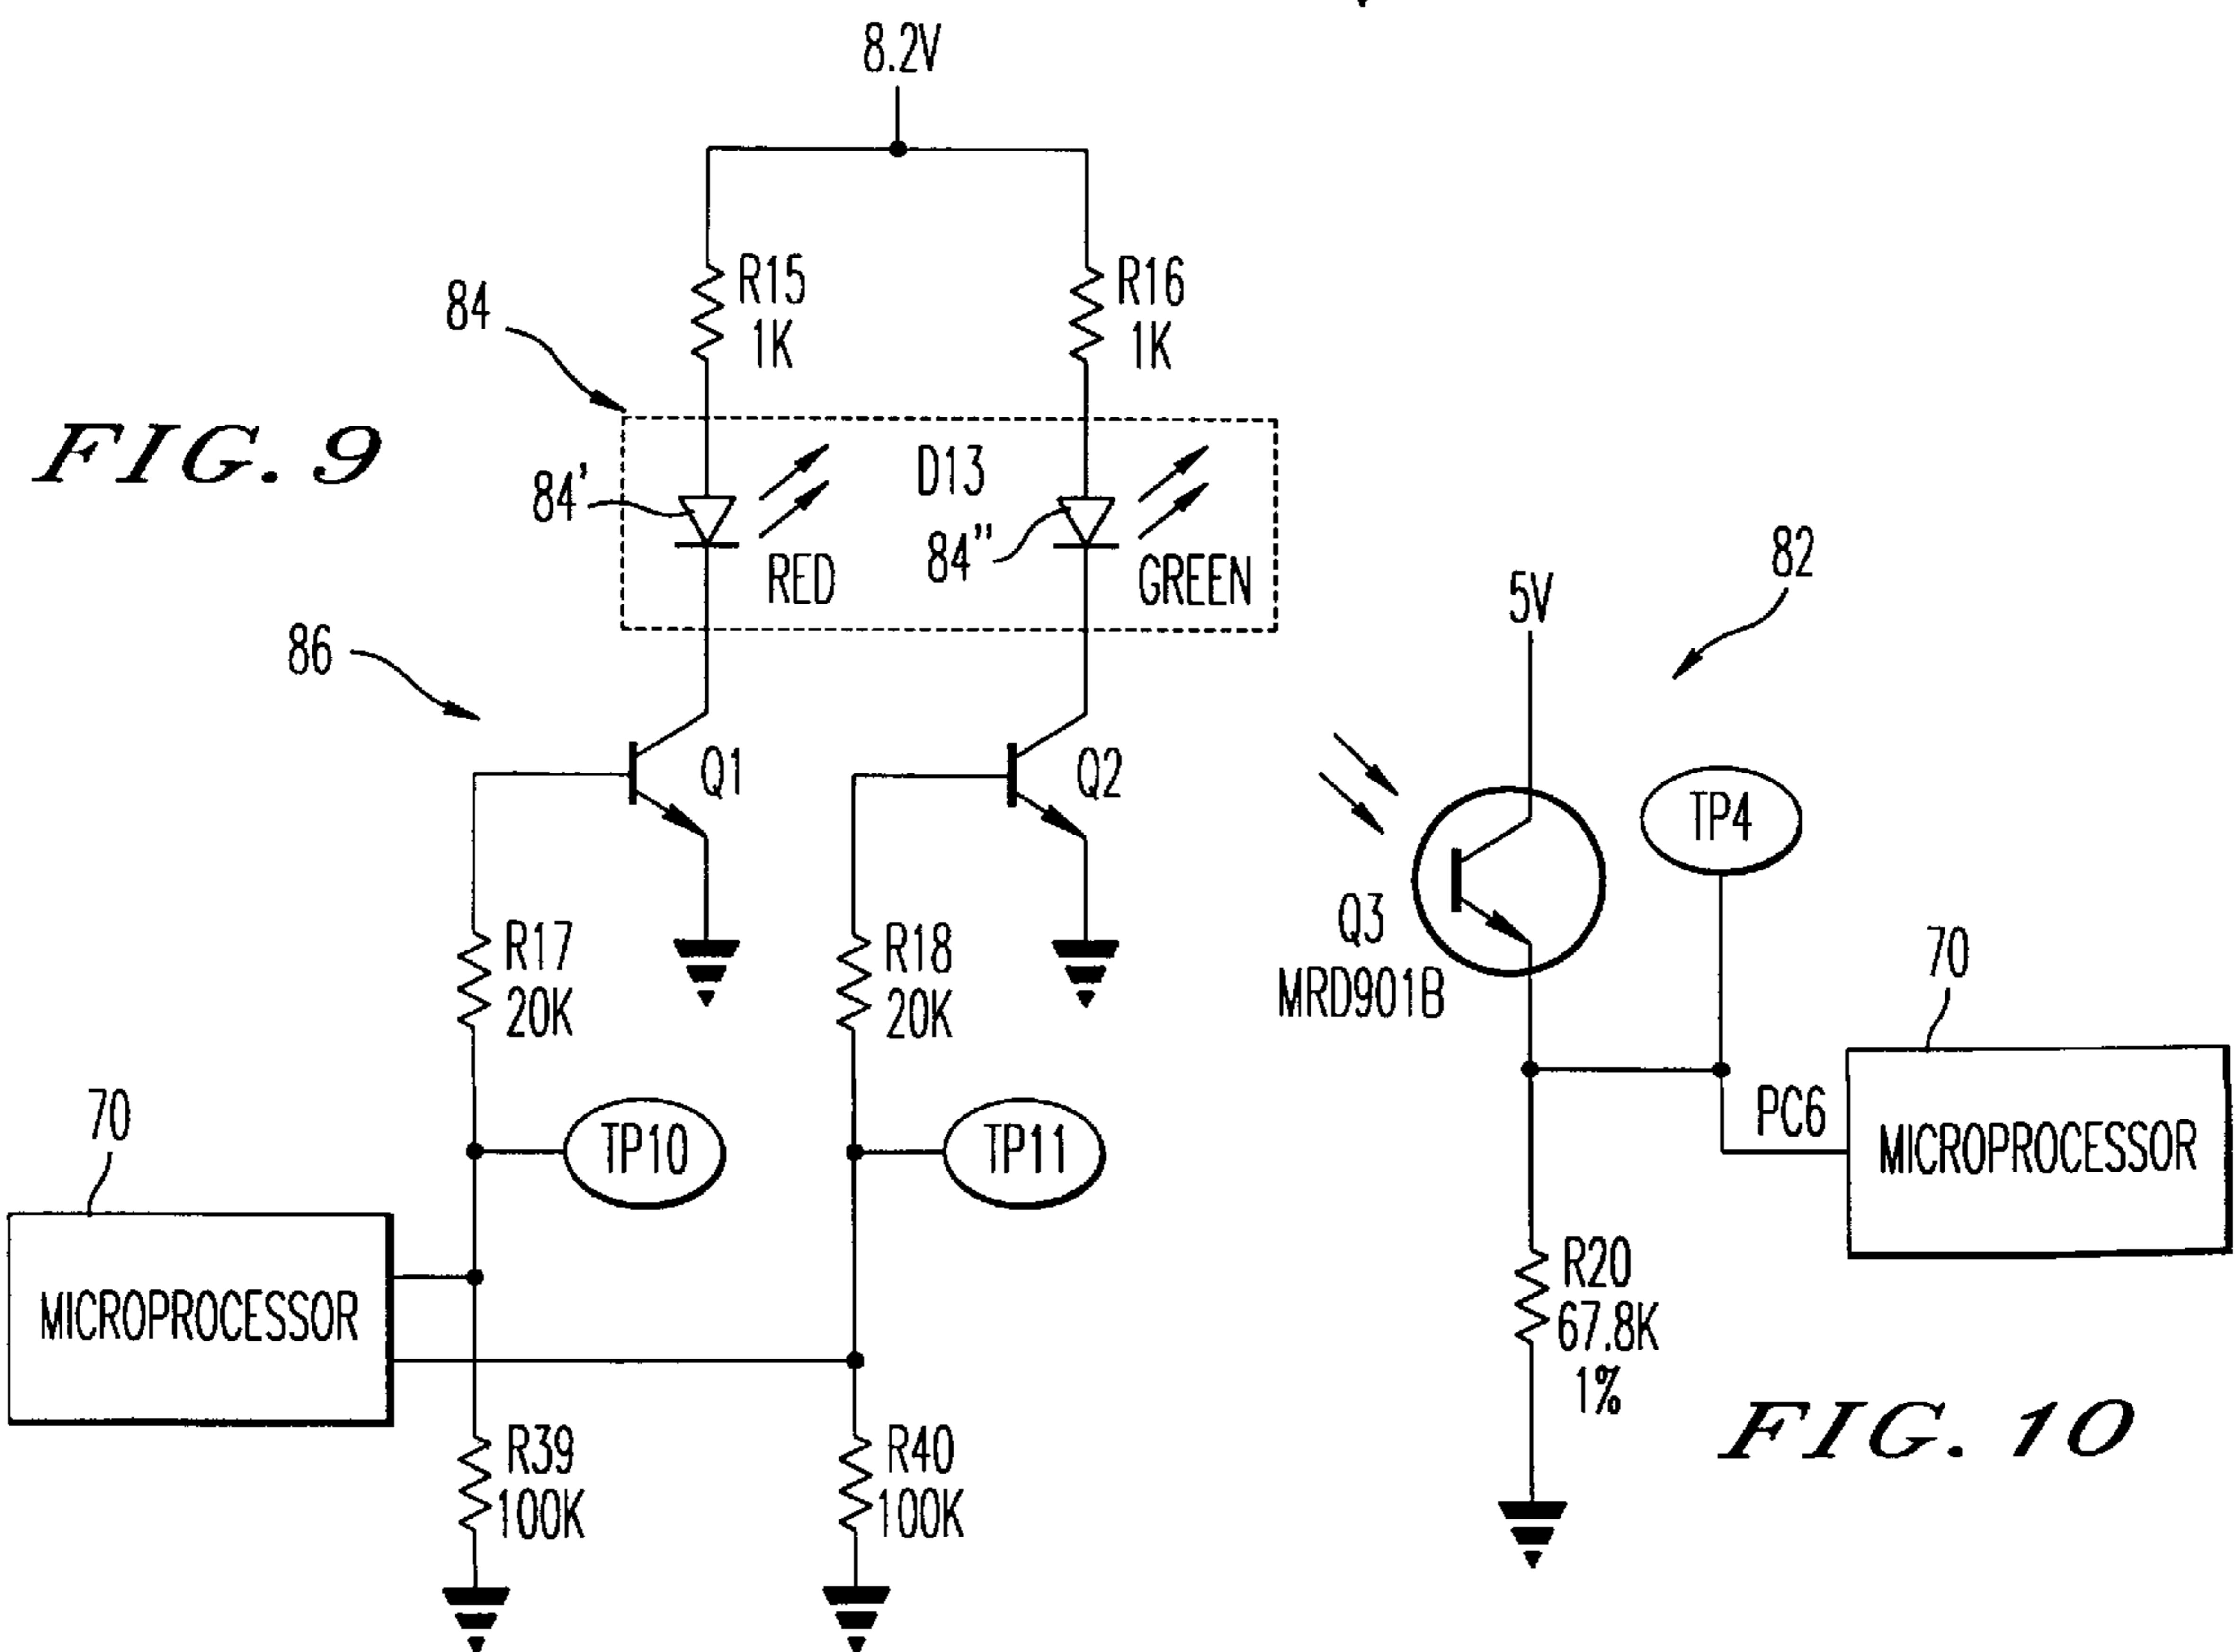 8.2V
R15
1K
R16
1K
84
FIG. 9
D13
84'
84"
RED
GREEN
86
Q1
Q2
R17
20K
R18
20K
70
TP10
TP11
MICROPROCESSOR
R39
100K
R40
100K
82
5V
TP4
Q3
MRD901B
70
PC6
MICROPROCESSOR
R20
67.8K
1%
FIG. 10